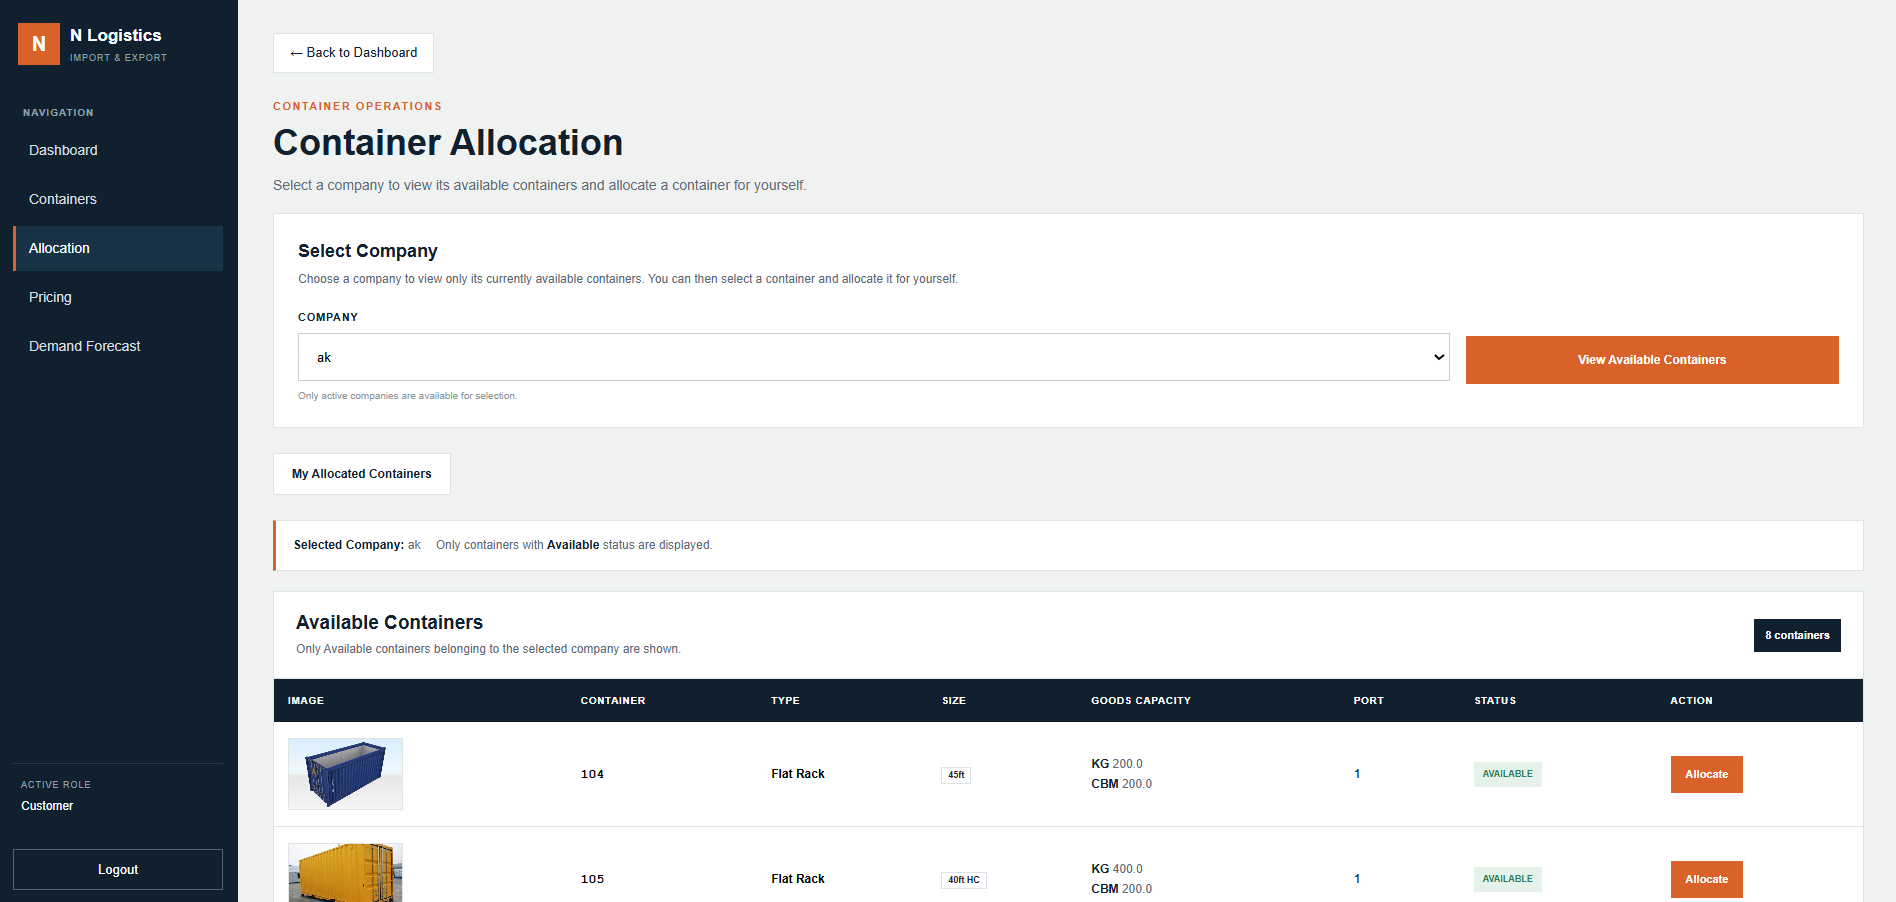 N
N Logistics
IMPORT & EXPORT
NAVIGATION
Dashboard
Containers
Allocation
Pricing
Demand Forecast
ACTIVE ROLE
Customer
Logout
← Back to Dashboard
CONTAINER OPERATIONS
Container Allocation
Select a company to view its available containers and allocate a container for yourself.
Select Company
Choose a company to view only its currently available containers. You can then select a container and allocate it for yourself.
COMPANY
ak
View Available Containers
Only active companies are available for selection.
My Allocated Containers
Selected Company: ak Only containers with Available status are displayed.
Available Containers
Only Available containers belonging to the selected company are shown.
8 containers
IMAGE CONTAINER TYPE SIZE GOODS CAPACITY PORT STATUS ACTION
104 Flat Rack 45ft KG 200.0 CBM 200.0 1 AVAILABLE Allocate
105 Flat Rack 40ft HC KG 400.0 CBM 200.0 1 AVAILABLE Allocate